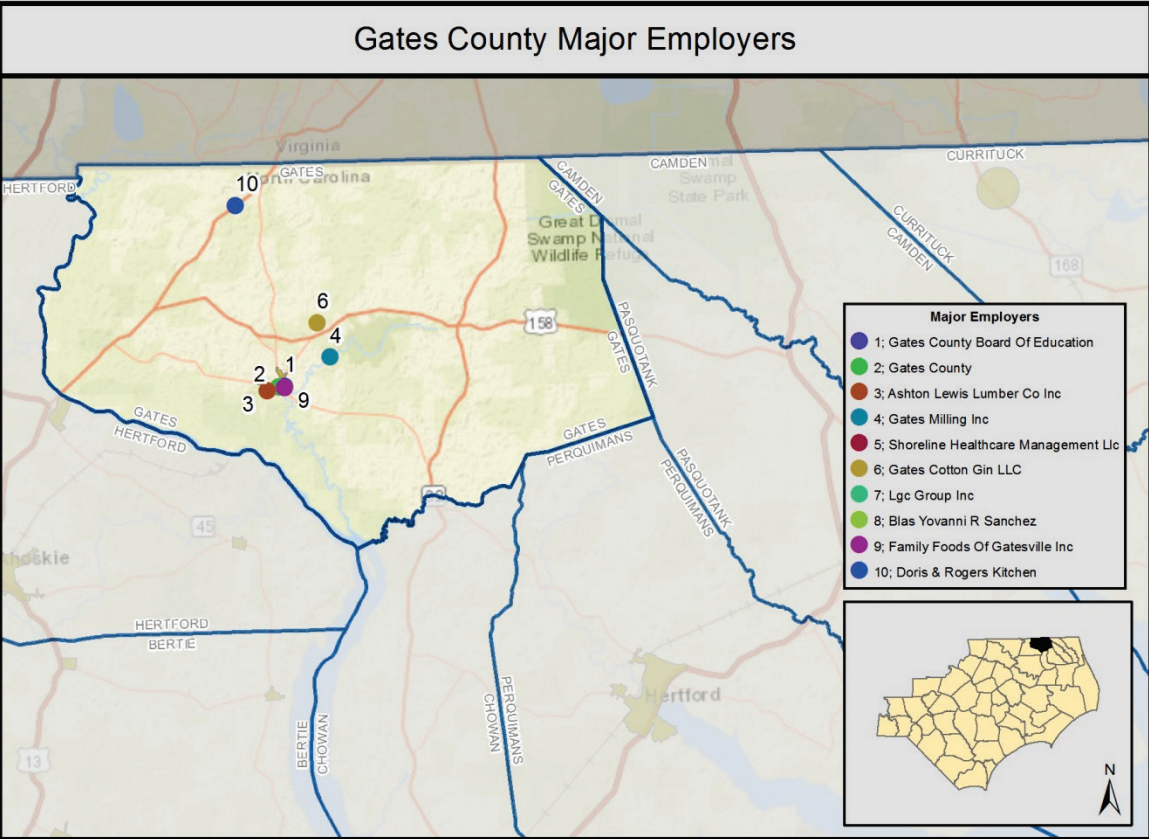 Gates County Major Employers
Virginia
GATES
North Carolina
HERTFORD
10
CAMDEN
GATES
CAMDEN
State Park
Swamp
CURRITUCK
CURRITUCK
CAMDEN
168
Great Dismal
Swamp National
Wildlife Refuge
6
4
158
PASQUOTANK
GATES
2
1
3
9
GATES
HERTFORD
GATES
PERQUIMANS
PASQUOTANK
PERQUIMANS
45
Ahoskie
HERTFORD
BERTIE
BERTIE
CHOWAN
PERQUIMANS
CHOWAN
Hertford
13
Major Employers
1; Gates County Board Of Education
2; Gates County
3; Ashton Lewis Lumber Co Inc
4; Gates Milling Inc
5; Shoreline Healthcare Management Llc
6; Gates Cotton Gin LLC
7; Lgc Group Inc
8; Blas Yovanni R Sanchez
9; Family Foods Of Gatesville Inc
10; Doris & Rogers Kitchen
N